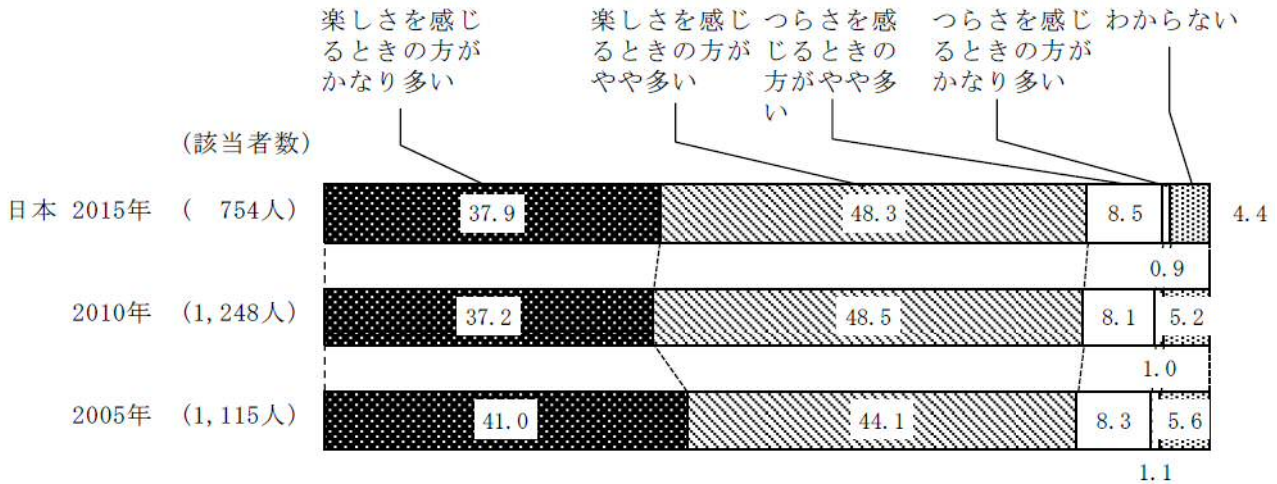 楽しさを感じ
るときの方が
かなり多い
楽しさを感じ
るときの方が
やや多い
つらさを感
じるときの
方がやや多
い
つらさを感じ
るときの方が
かなり多い
わからない
(該当者数)
日本 2015年 ( 754人) 37.9 48.3 8.5 4.4
0.9
2010年 (1,248人) 37.2 48.5 8.1 5.2
1.0
2005年 (1,115人) 41.0 44.1 8.3 5.6
1.1